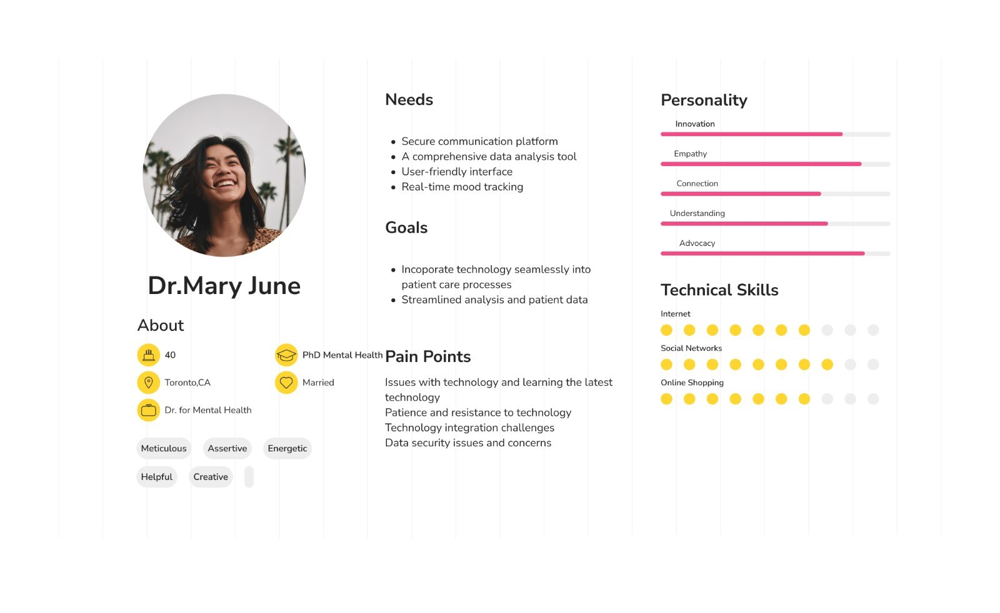 Dr.Mary June
About
40
PhD Mental Health
Toronto,CA
Married
Dr. for Mental Health
Meticulous
Assertive
Energetic
Helpful
Creative
Needs
• Secure communication platform
• A comprehensive data analysis tool
• User-friendly interface
• Real-time mood tracking
Goals
• Incoporate technology seamlessly into
patient care processes
• Streamlined analysis and patient data
Pain Points
Issues with technology and learning the latest
technology
Patience and resistance to technology
Technology integration challenges
Data security issues and concerns
Personality
Innovation
Empathy
Connection
Understanding
Advocacy
Technical Skills
Internet
Social Networks
Online Shopping